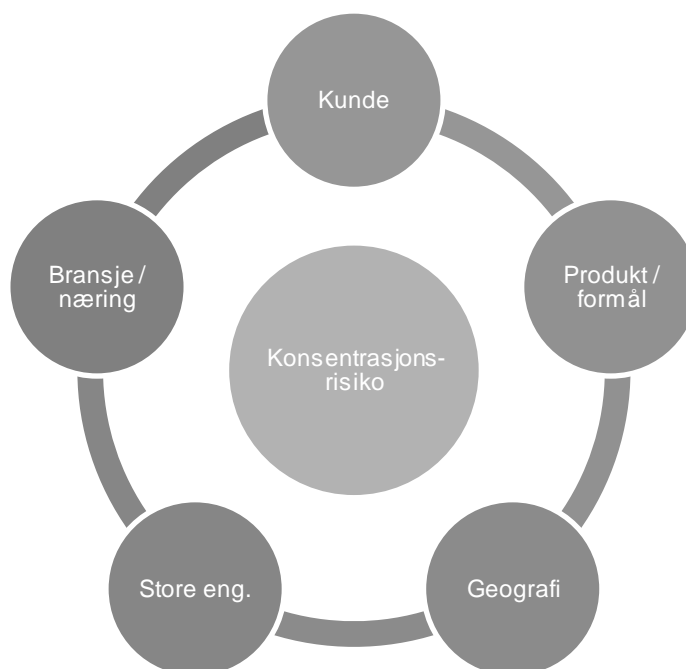 Kunde
Produkt /
formål
Geografi
Store eng.
Bransje /
næring
Konsentrasjons-
risiko